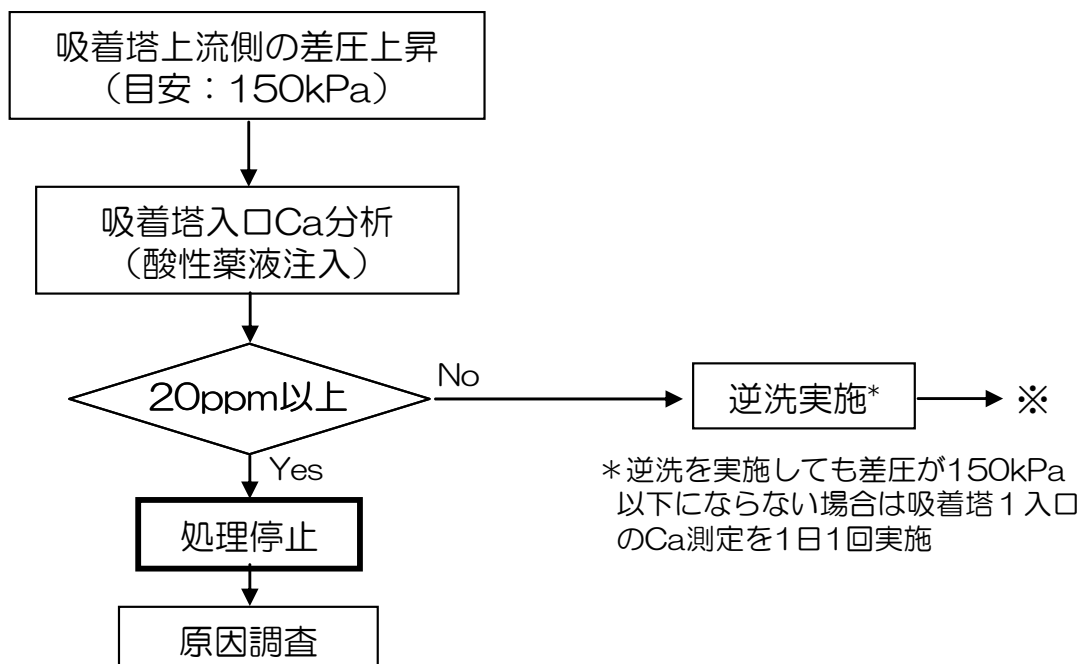 吸着塔上流側の差圧上昇
(目安：150kPa)
吸着塔入口Ca分析
(酸性薬液注入)
20ppm以上
No
逆洗実施*
※
Yes
＊逆洗を実施しても差圧が150kPa
以下にならない場合は吸着塔１入口
のCa測定を1日1回実施
処理停止
原因調査